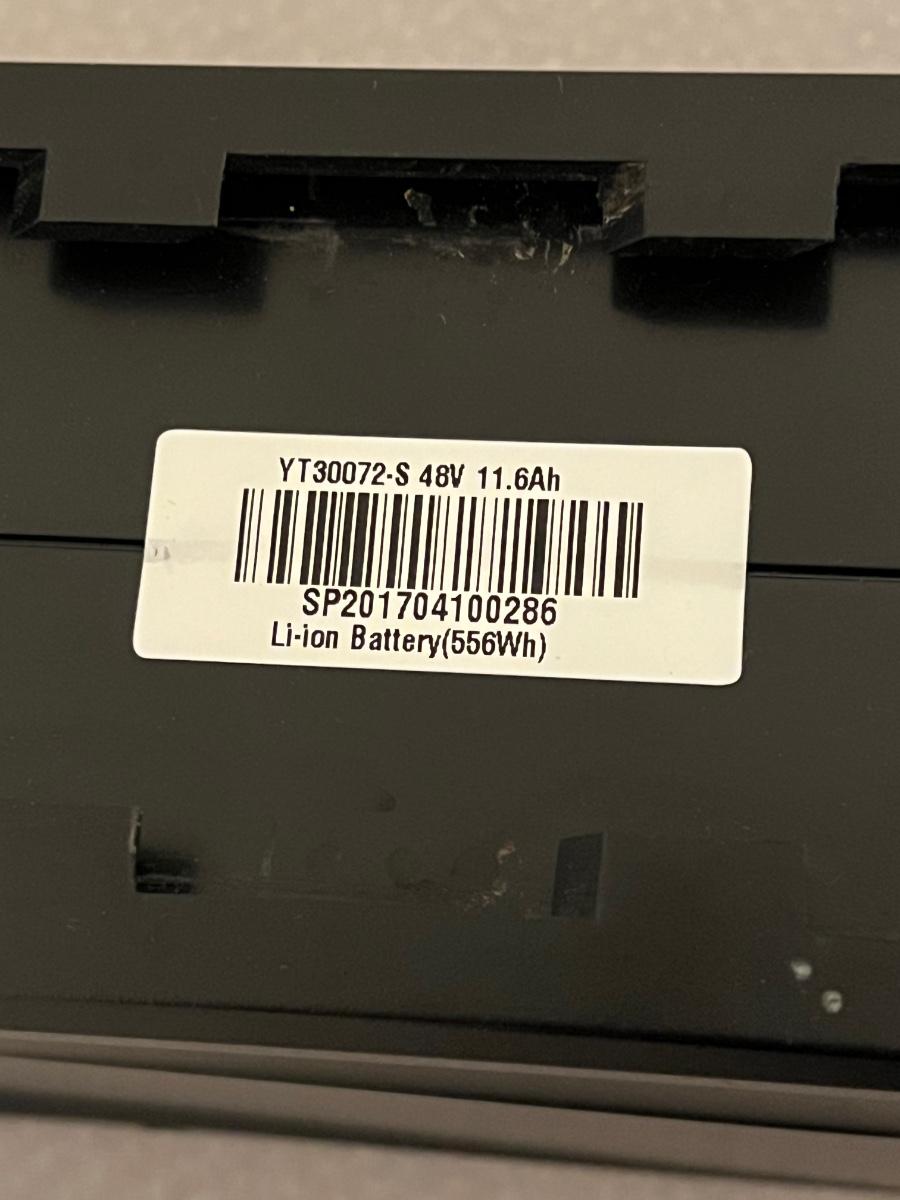 YT30072-S 48V 11.6Ah
SP201704100286
Li-ion Battery(556Wh)